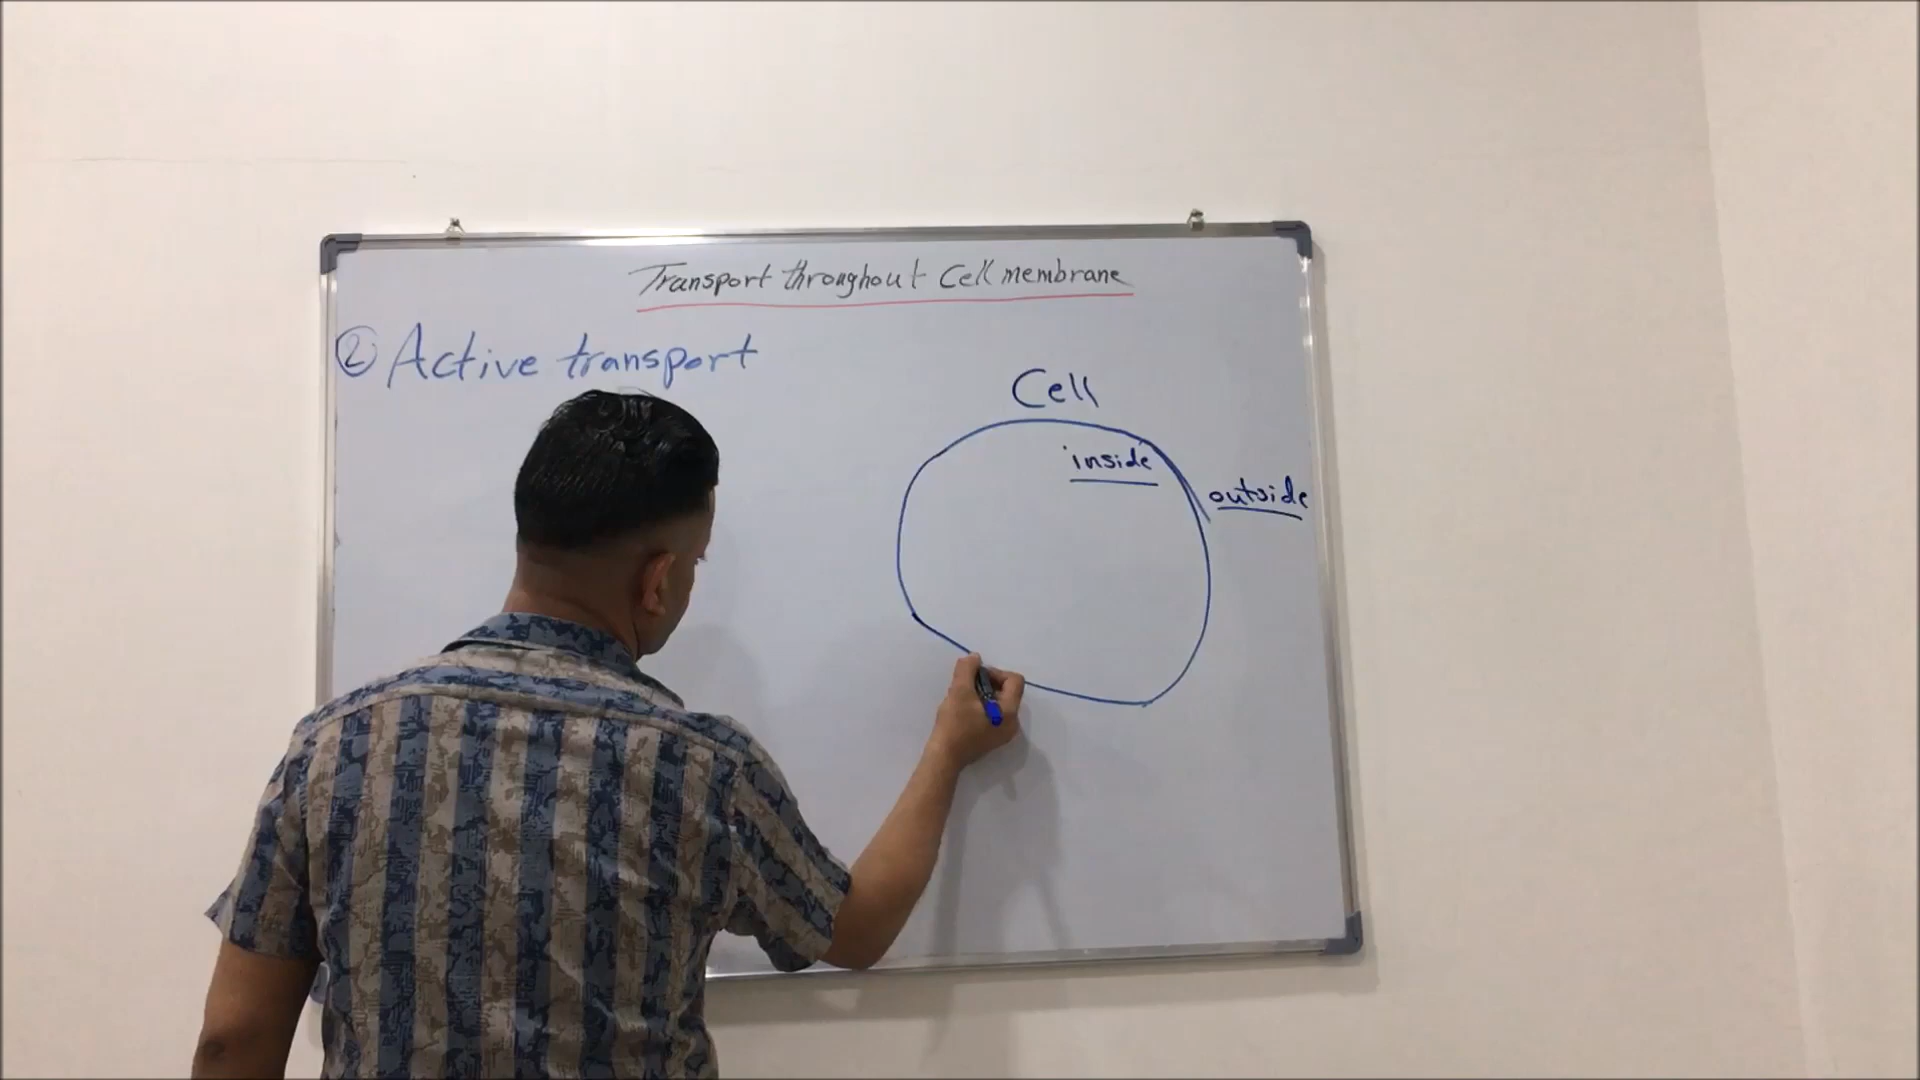 Transport throughout Cell membrane
② Active transport
Cell
inside
outside